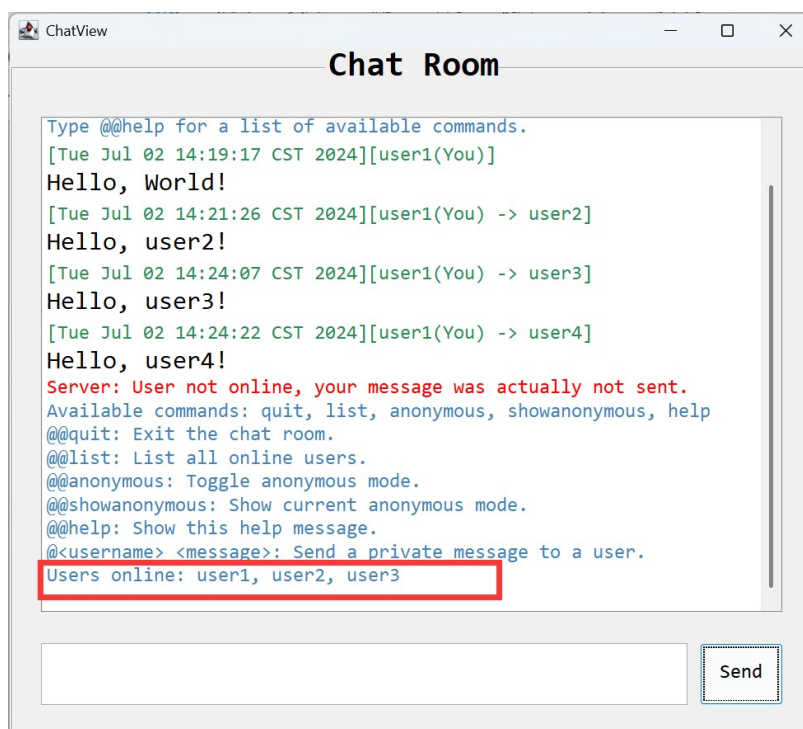 ChatView
Chat Room
Type @@help for a list of available commands.
[Tue Jul 02 14:19:17 CST 2024][user1(You)]
Hello, World!
[Tue Jul 02 14:21:26 CST 2024][user1(You) -> user2]
Hello, user2!
[Tue Jul 02 14:24:07 CST 2024][user1(You) -> user3]
Hello, user3!
[Tue Jul 02 14:24:22 CST 2024][user1(You) -> user4]
Hello, user4!
Server: User not online, your message was actually not sent.
Available commands: quit, list, anonymous, showanonymous, help
@@quit: Exit the chat room.
@@list: List all online users.
@@anonymous: Toggle anonymous mode.
@@showanonymous: Show current anonymous mode.
@@help: Show this help message.
@<username> <message>: Send a private message to a user.
Users online: user1, user2, user3
Send